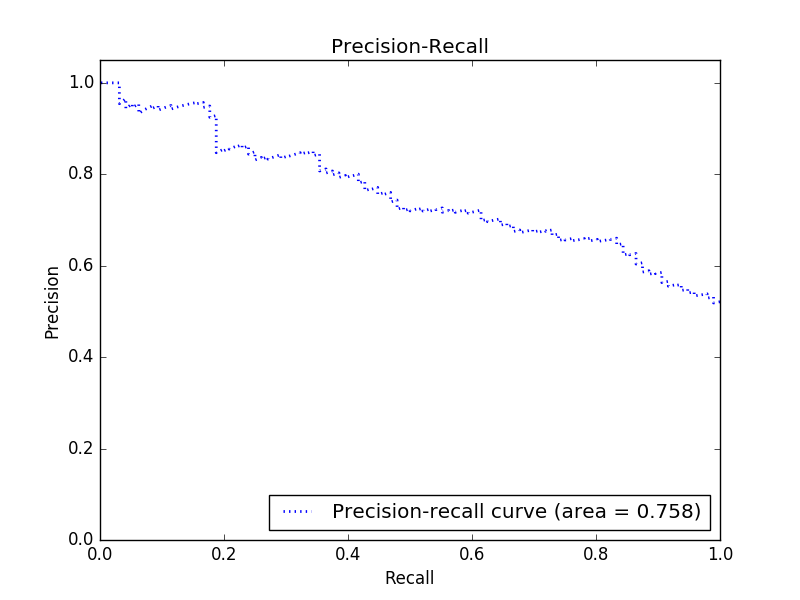 Precision-Recall
1.0
0.8
0.6
0.4
0.2
0.0
Precision
0.0 0.2 0.4 0.6 0.8 1.0
Recall
Precision-recall curve (area = 0.758)